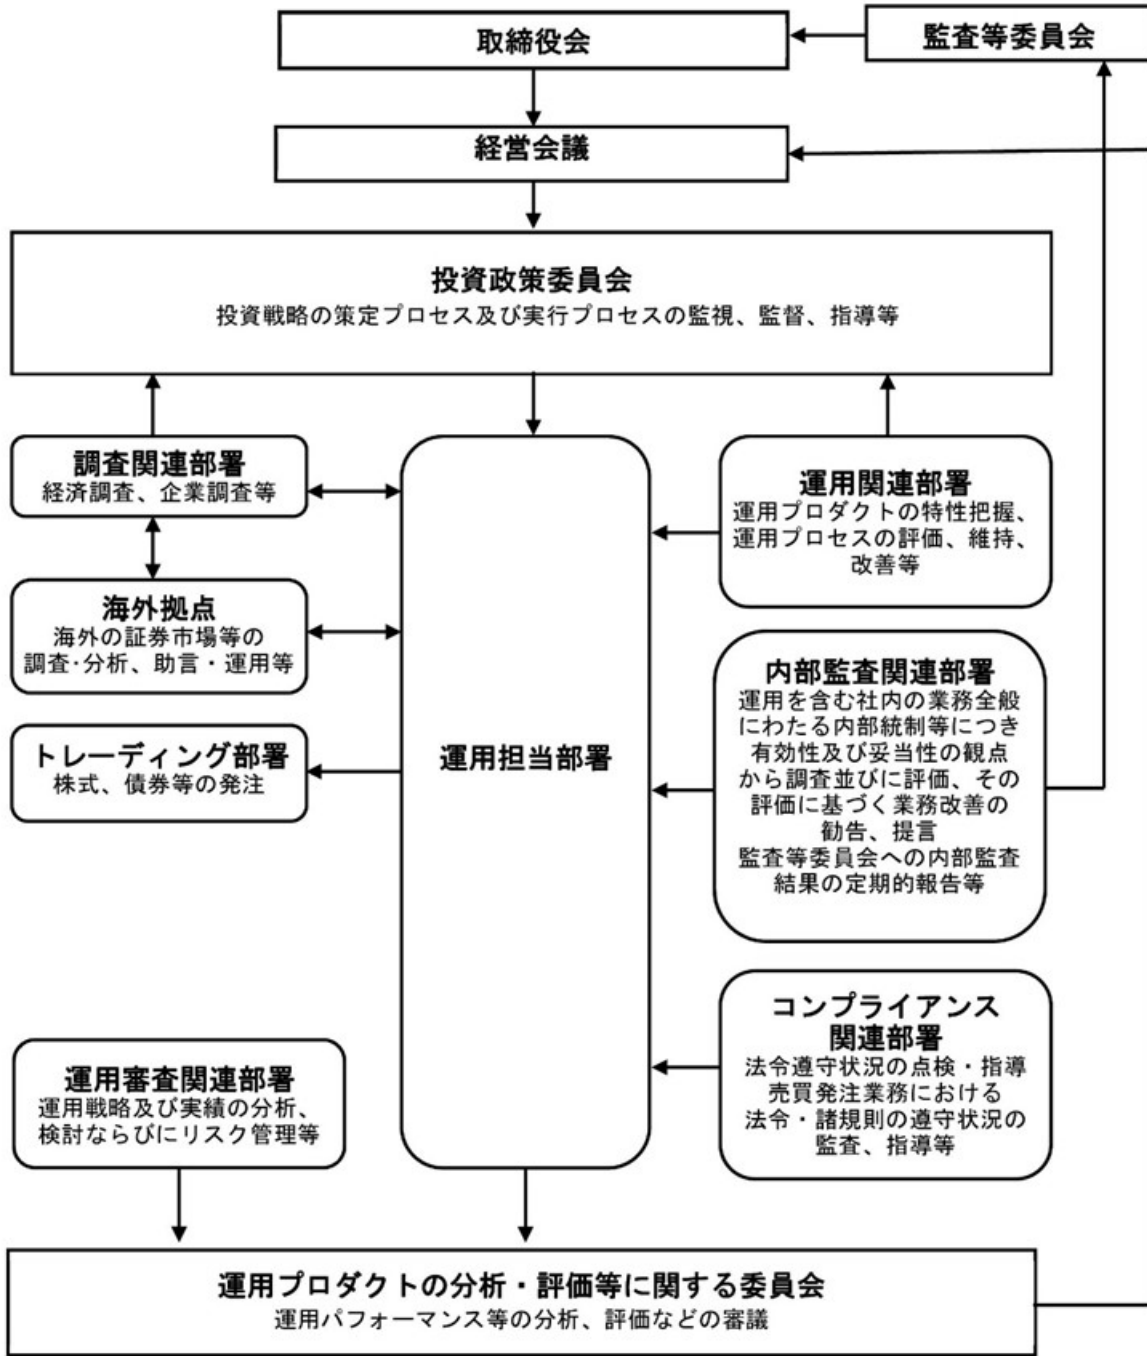 取締役会
監査等委員会
経営会議
投資政策委員会
投資戦略の策定プロセス及び実行プロセスの監視、監督、指導等
調査関連部署
経済調査、企業調査等
海外拠点
海外の証券市場等の
調査・分析、助言・運用等
トレーディング部署
株式、債券等の発注
運用審査関連部署
運用戦略及び実績の分析、
検討ならびにリスク管理等
運用担当部署
運用関連部署
運用プロダクトの特性把握、
運用プロセスの評価、維持、
改善等
内部監査関連部署
運用を含む社内の業務全般
にわたる内部統制等につき
有効性及び妥当性の観点
から調査並びに評価、その
評価に基づく業務改善の
勧告、提言
監査等委員会への内部監査
結果の定期的報告等
コンプライアンス
関連部署
法令遵守状況の点検・指導
売買発注業務における
法令・諸規則の遵守状況の
監査、指導等
運用プロダクトの分析・評価等に関する委員会
運用パフォーマンス等の分析、評価などの審議